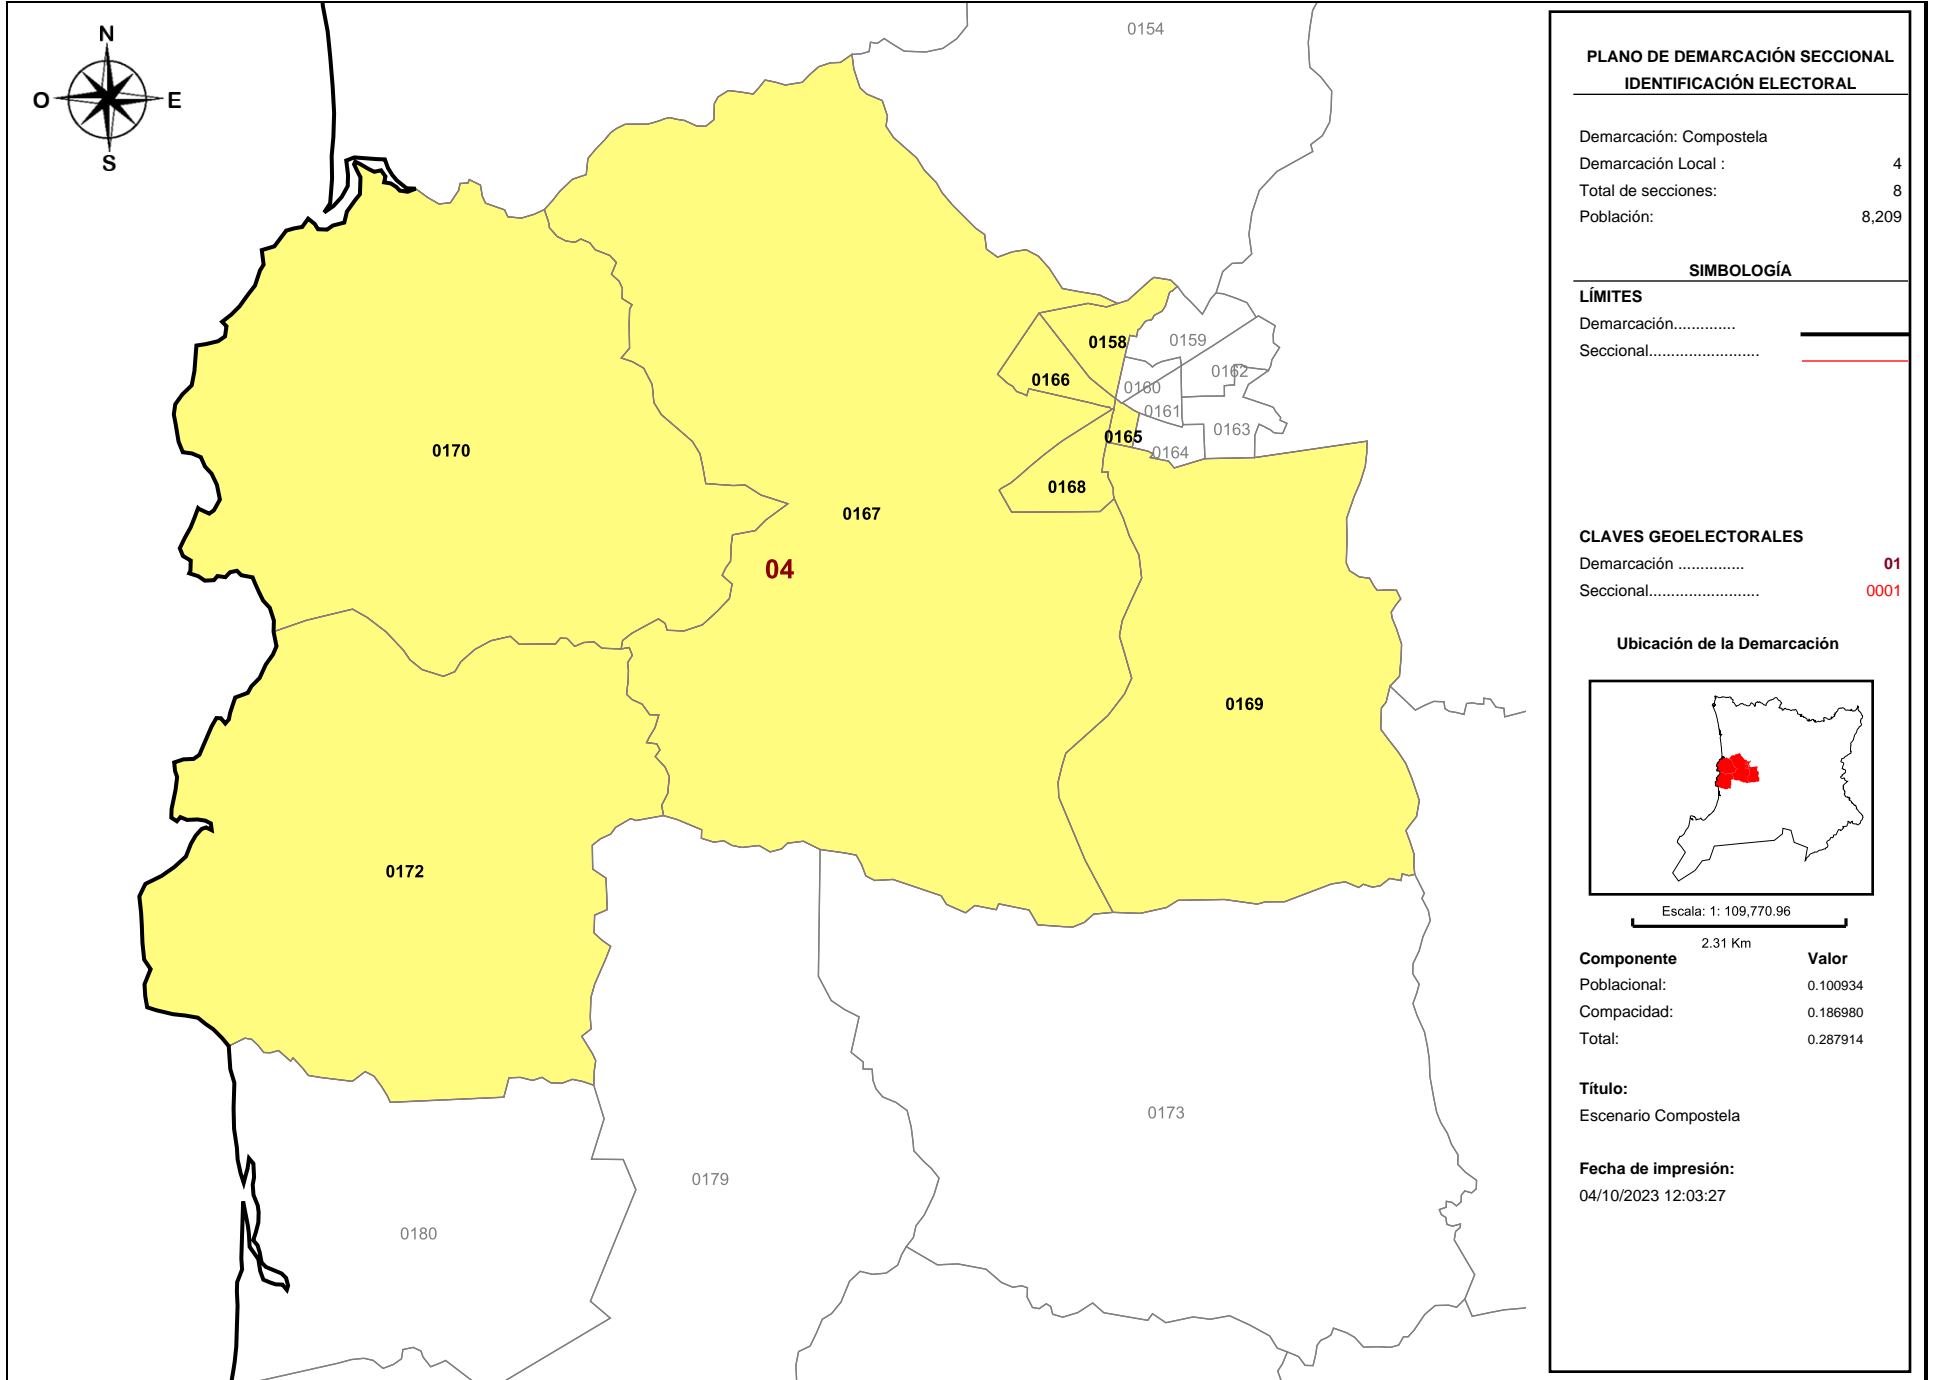 N
O E
S
0154
0158
0159
0162
0166
0160
0161
0163
0165
0164
0170
0168
0167
04
0169
0172
0173
0179
0180
PLANO DE DEMARCACIÓN SECCIONAL
IDENTIFICACIÓN ELECTORAL
Demarcación: Compostela
Demarcación Local : 4
Total de secciones: 8
Población: 8,209
SIMBOLOGÍA
LÍMITES
Demarcación..............
Seccional.........................
CLAVES GEOELECTORALES
Demarcación ............... 01
Seccional......................... 0001
Ubicación de la Demarcación
Escala: 1: 109,770.96
2.31 Km
Componente Valor
Poblacional: 0.100934
Compacidad: 0.186980
Total: 0.287914
Título:
Escenario Compostela
Fecha de impresión:
04/10/2023 12:03:27